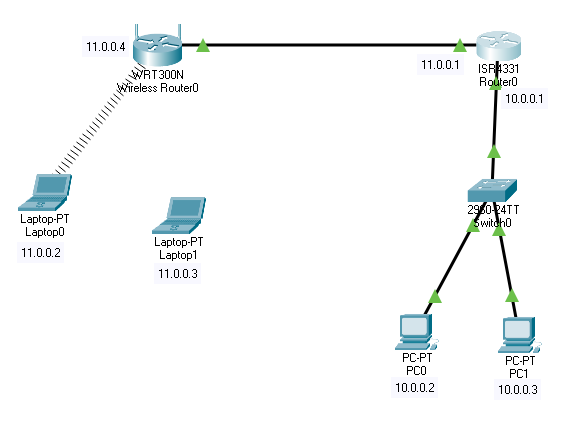 11.0.0.4
WRT300N
Wireless Router0
11.0.0.1
ISR4331
Router0
10.0.0.1
Laptop-PT
Laptop0
11.0.0.2
Laptop-PT
Laptop1
11.0.0.3
2960-24TT
Switch0
PC-PT
PC0
10.0.0.2
PC-PT
PC1
10.0.0.3